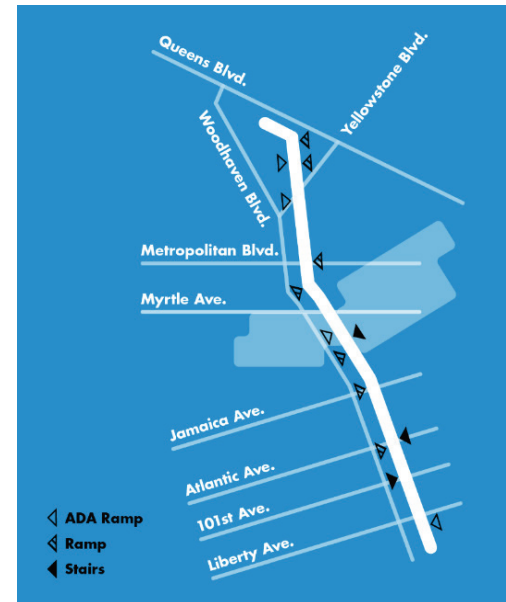 Queens Blvd.
Yellowstone Blvd.
Woodhaven Blvd.
Metropolitan Blvd.
Myrtle Ave.
Jamaica Ave.
Atlantic Ave.
101st Ave.
Liberty Ave.
ADA Ramp
Ramp
Stairs